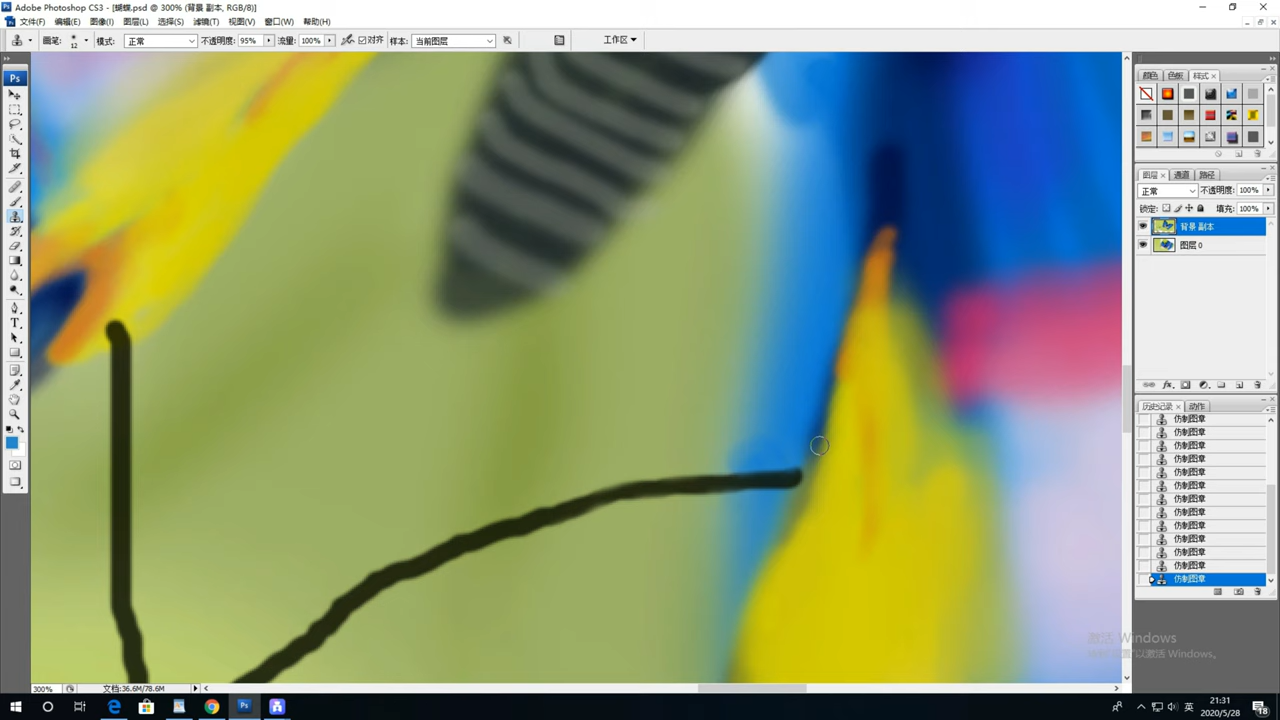 Adobe Photoshop CS3 - [蝴蝶.psd @ 300% (背景 副本, RGB/8)]
文件(F) 编辑(E) 图像(I) 图层(L) 选择(S) 滤镜(T) 视图(V) 窗口(W) 帮助(H)
画笔: 12 模式: 正常 不透明度: 95% 流量: 100% 对齐 样本: 当前图层 工作区▼
Ps
颜色 色板 样式 ×
图层 × 通道 路径
正常 不透明度: 100%
锁定: 填充: 100%
背景 副本
图层 0
历史记录 × 动作
仿制图章
仿制图章
仿制图章
仿制图章
仿制图章
仿制图章
仿制图章
仿制图章
仿制图章
仿制图章
仿制图章
仿制图章
仿制图章
激活 Windows
以激活 Windows。
300% 文档:36.6M/78.6M
英 21:31
2020/5/28
18